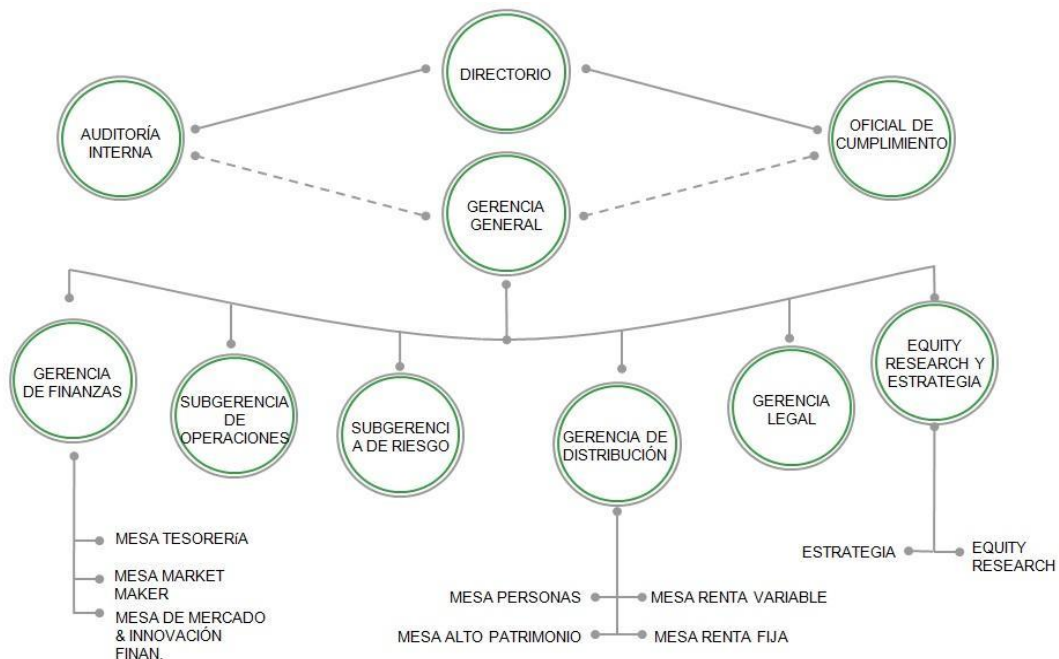 DIRECTORIO
AUDITORÍA
INTERNA
OFICIAL DE
CUMPLIMIENTO
GERENCIA
GENERAL
GERENCIA
DE FINANZAS
SUBGERENCIA
DE
OPERACIONES
SUBGERENCI
A DE RIESGO
GERENCIA DE
DISTRIBUCIÓN
GERENCIA
LEGAL
EQUITY
RESEARCH Y
ESTRATEGIA
MESA TESORERíA
MESA MARKET
MAKER
MESA DE MERCADO
& INNOVACIÓN
FINAN.
MESA PERSONAS
MESA RENTA VARIABLE
MESA ALTO PATRIMONIO
MESA RENTA FIJA
ESTRATEGIA
EQUITY
RESEARCH